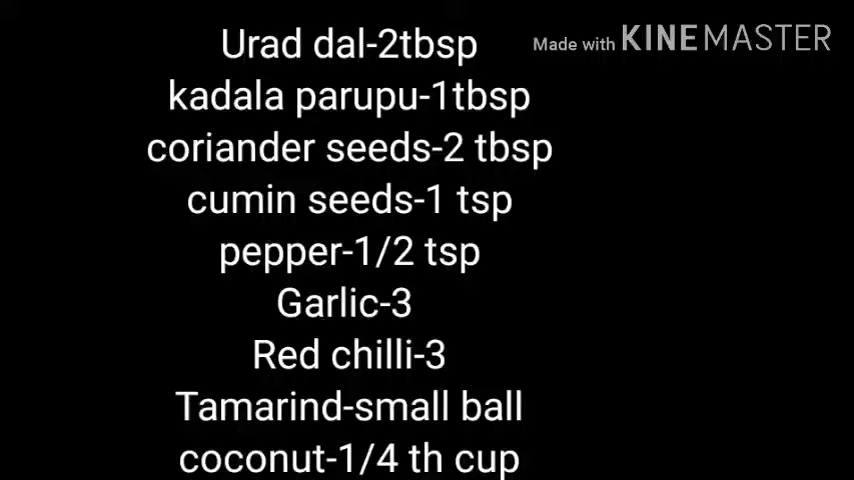 Urad dal-2tbsp
Made with KINEMASTER
kadala parupu-1tbsp
coriander seeds-2 tbsp
cumin seeds-1 tsp
pepper-1/2 tsp
Garlic-3
Red chilli-3
Tamarind-small ball
coconut-1/4 th cup